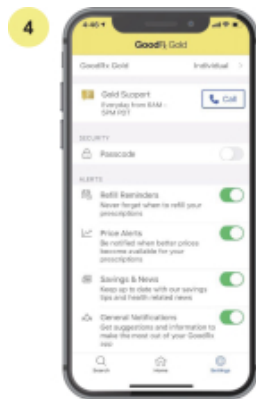 4
4:46
GoodRx Gold
GoodRx Gold Individual
Gold Support
Everyday from 6AM -
5PM PDT
Call
SECURITY
Passcode
ALERTS
Refill Reminders
Never forget when to refill your
prescriptions
Price Alerts
Be notified when better prices
become available for your
prescriptions
Savings & News
Keep up to date with our savings
tips and health related news
General Notifications
Get suggestions and information to
make the most out of your GoodRx
Search Home Settings